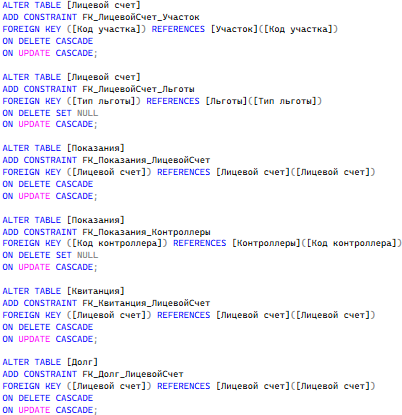 ALTER TABLE [Лицевой счет]
ADD CONSTRAINT FK_ЛицевойСчет_Участок
FOREIGN KEY ([Код участка]) REFERENCES [Участок]([Код участка])
ON DELETE CASCADE
ON UPDATE CASCADE;
ALTER TABLE [Лицевой счет]
ADD CONSTRAINT FK_ЛицевойСчет_Льготы
FOREIGN KEY ([Тип льготы]) REFERENCES [Льготы]([Тип льготы])
ON DELETE SET NULL
ON UPDATE CASCADE;
ALTER TABLE [Показания]
ADD CONSTRAINT FK_Показания_ЛицевойСчет
FOREIGN KEY ([Лицевой счет]) REFERENCES [Лицевой счет]([Лицевой счет])
ON DELETE CASCADE
ON UPDATE CASCADE;
ALTER TABLE [Показания]
ADD CONSTRAINT FK_Показания_Контроллеры
FOREIGN KEY ([Код контроллера]) REFERENCES [Контроллеры]([Код контроллера])
ON DELETE SET NULL
ON UPDATE CASCADE;
ALTER TABLE [Квитанция]
ADD CONSTRAINT FK_Квитанция_ЛицевойСчет
FOREIGN KEY ([Лицевой счет]) REFERENCES [Лицевой счет]([Лицевой счет])
ON DELETE CASCADE
ON UPDATE CASCADE;
ALTER TABLE [Долг]
ADD CONSTRAINT FK_Долг_ЛицевойСчет
FOREIGN KEY ([Лицевой счет]) REFERENCES [Лицевой счет]([Лицевой счет])
ON DELETE CASCADE
ON UPDATE CASCADE;